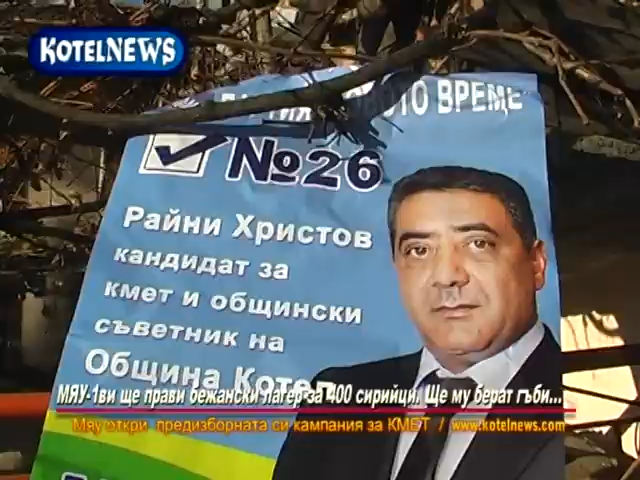 KOTELNEWS
ВРЕМЕ
№26
Райни Христов
кандидат за
кмет и общински
съветник на
Община Котел
МЯУ-1ви ще прави бежански лагер за 400 сирийци. Ще му берат гъби...
Мяу откри предизборната си кампания за КМЕТ / www.kotelnews.com